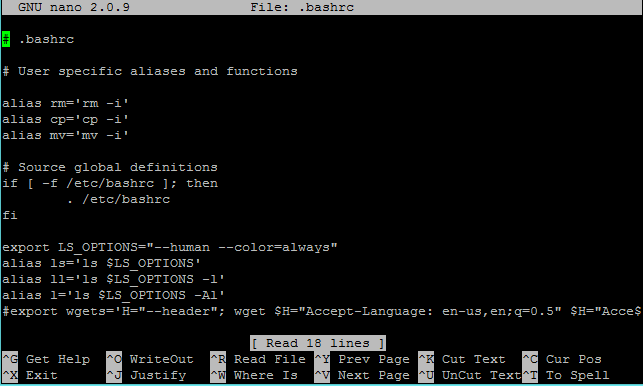 GNU nano 2.0.9 File: .bashrc
# .bashrc
# User specific aliases and functions
alias rm='rm -i'
alias cp='cp -i'
alias mv='mv -i'
# Source global definitions
if [ -f /etc/bashrc ]; then
. /etc/bashrc
fi
export LS_OPTIONS="--human --color=always"
alias ls='ls $LS_OPTIONS'
alias ll='ls $LS_OPTIONS -l'
alias l='ls $LS_OPTIONS -Al'
#export wgets='H="--header"; wget $H="Accept-Language: en-us,en;q=0.5" $H="Acce$
[ Read 18 lines ]
^G Get Help ^O WriteOut ^R Read File ^Y Prev Page ^K Cut Text ^C Cur Pos
^X Exit ^J Justify ^W Where Is ^V Next Page ^U UnCut Text^T To Spell